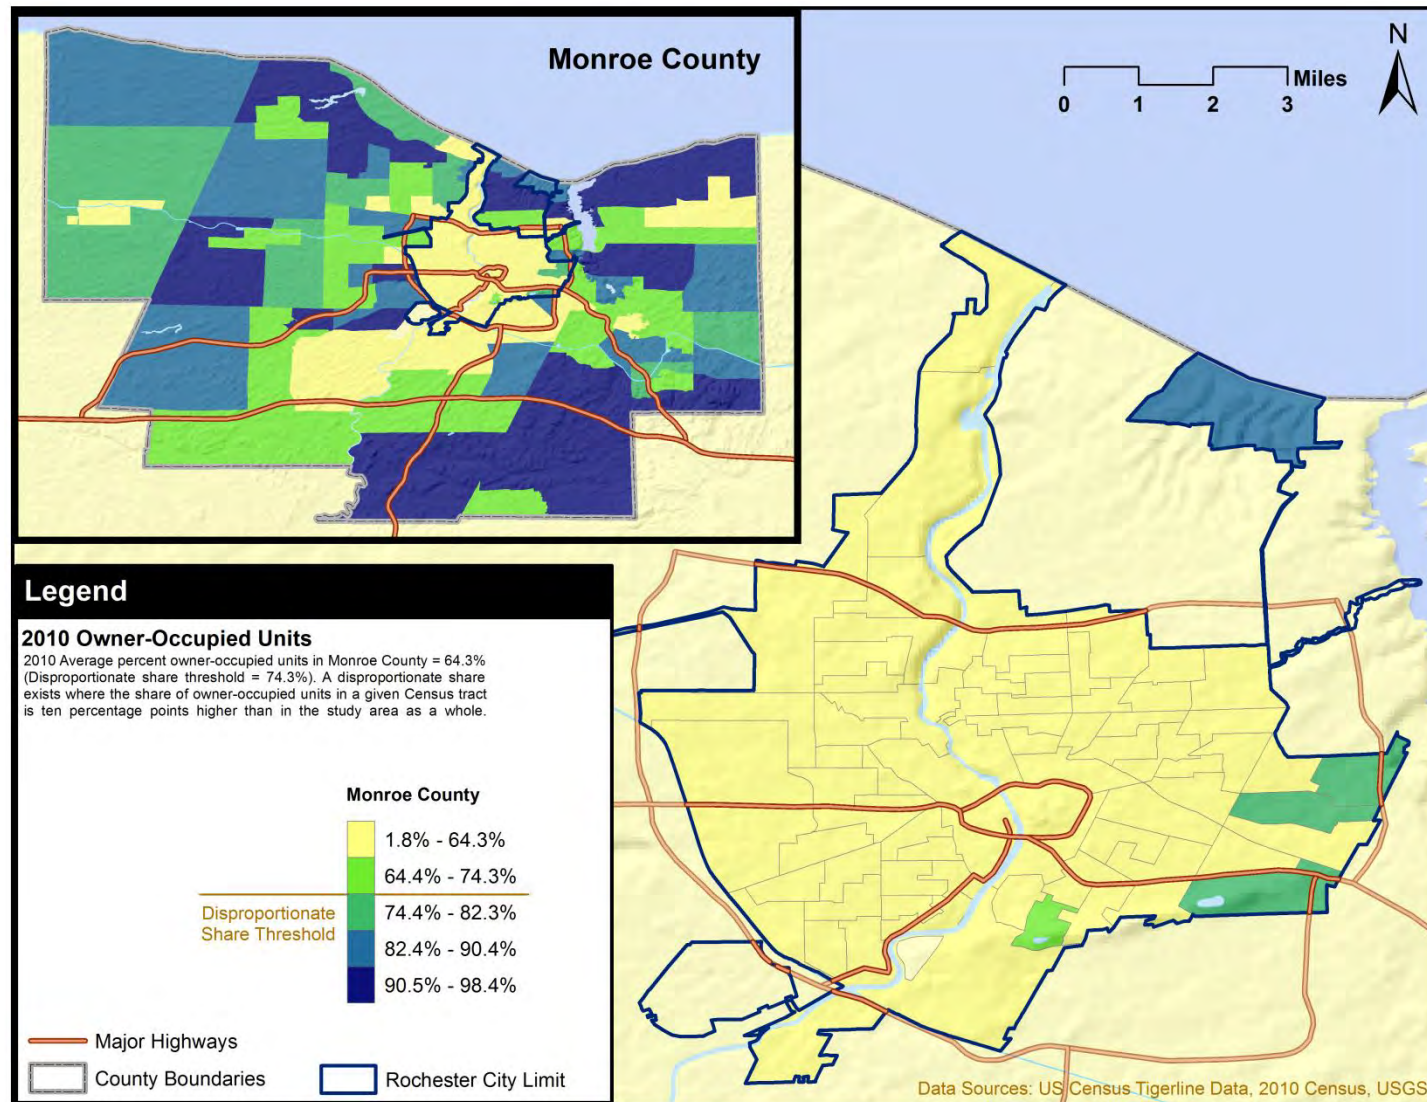 Monroe County
N
Miles
0 1 2 3
Legend
2010 Owner-Occupied Units
2010 Average percent owner-occupied units in Monroe County = 64.3%
(Disproportionate share threshold = 74.3%). A disproportionate share
exists where the share of owner-occupied units in a given Census tract
is ten percentage points higher than in the study area as a whole.
Monroe County
1.8% - 64.3%
64.4% - 74.3%
Disproportionate
Share Threshold
74.4% - 82.3%
82.4% - 90.4%
90.5% - 98.4%
Major Highways
County Boundaries
Rochester City Limit
Data Sources: US Census Tigerline Data, 2010 Census, USGS